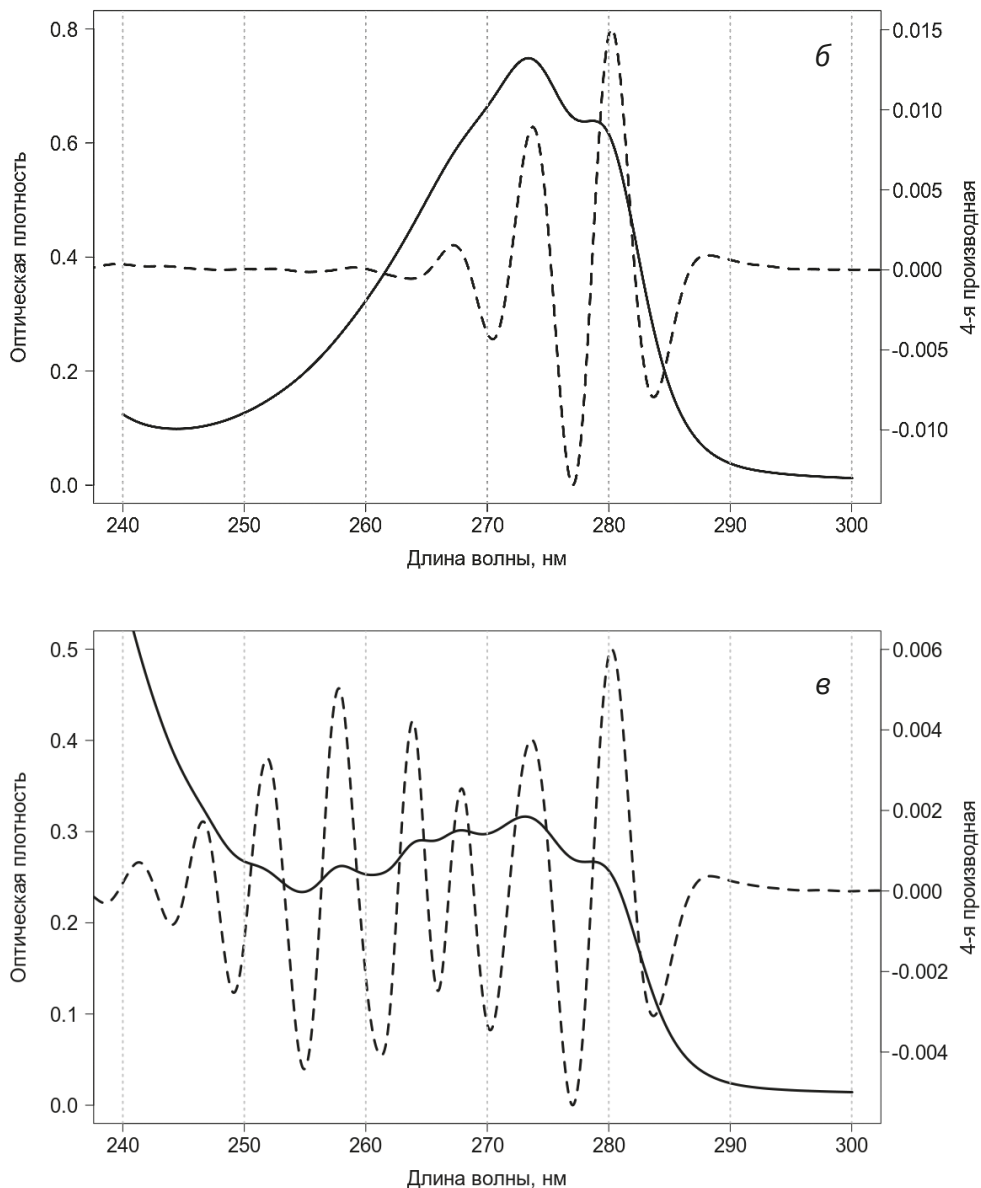 б
Оптическая плотность
0.8
0.6
0.4
0.2
0.0
0.015
0.010
0.005
0.000
-0.005
-0.010
4-я производная
240 250 260 270 280 290 300
Длина волны, нм
в
Оптическая плотность
0.5
0.4
0.3
0.2
0.1
0.0
0.006
0.004
0.002
0.000
-0.002
-0.004
4-я производная
240 250 260 270 280 290 300
Длина волны, нм